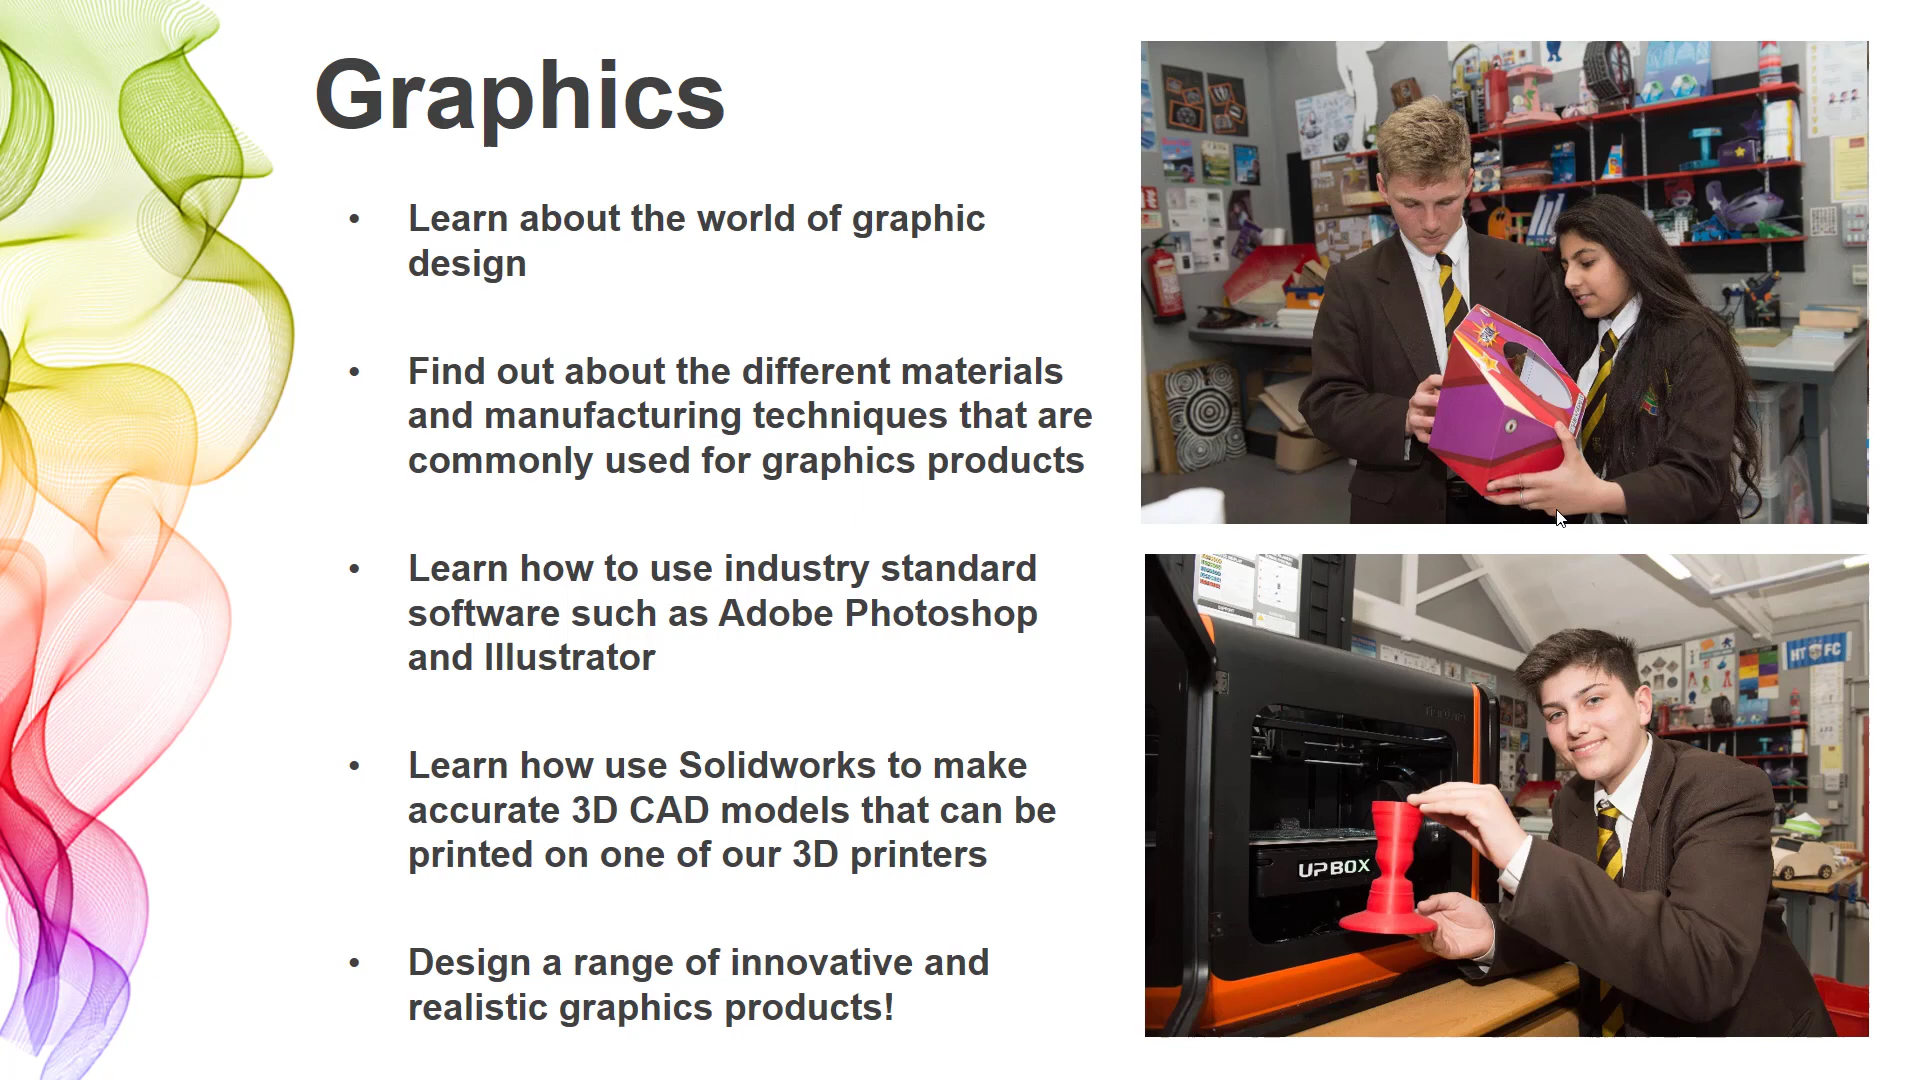 Graphics
• Learn about the world of graphic
design
• Find out about the different materials
and manufacturing techniques that are
commonly used for graphics products
• Learn how to use industry standard
software such as Adobe Photoshop
and Illustrator
• Learn how use Solidworks to make
accurate 3D CAD models that can be
printed on one of our 3D printers
• Design a range of innovative and
realistic graphics products!
HT FC
UP BOX